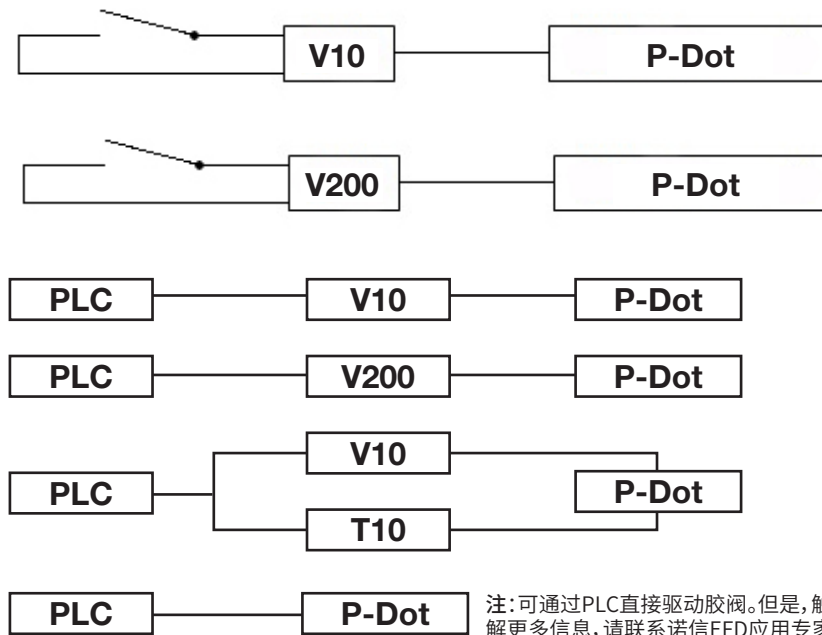 V10 P-Dot
V200 P-Dot
PLC V10 P-Dot
PLC V200 P-Dot
V10
PLC P-Dot
T10
PLC P-Dot
注:可通过PLC直接驱动胶阀。但是,触
解更多信息,请联系诺信EFD应用专家